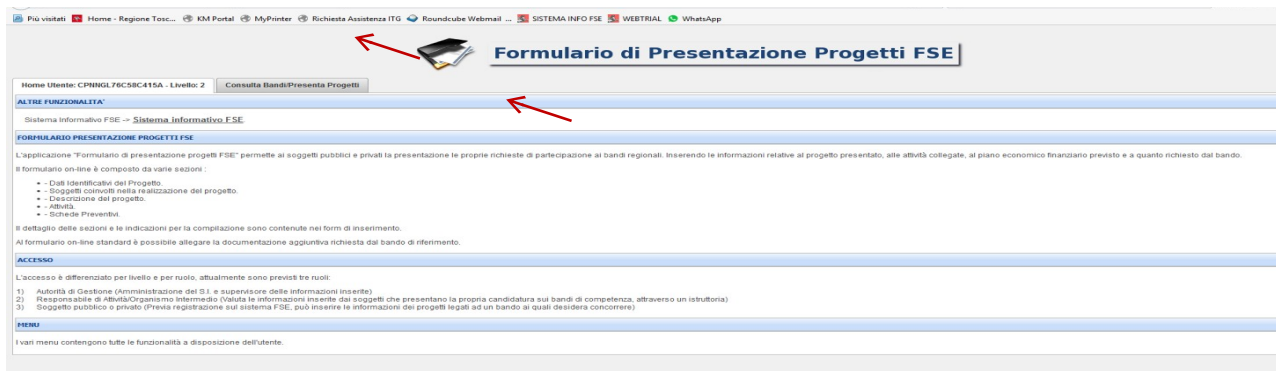 Più visitati Home - Regione Tosc... KM Portal MyPrinter Richiesta Assistenza ITG Roundcube Webmail ... SISTEMA INFO FSE WEBTRIAL WhatsApp
Formulario di Presentazione Progetti FSE
Home Utente: CPNNGL76C58C415A - Livello: 2 Consulta Bandi/Presenta Progetti
ALTRE FUNZIONALITA'
Sistema Informativo FSE -> Sistema informativo FSE
FORMULARIO PRESENTAZIONE PROGETTI FSE
L'applicazione "Formulario di presentazione progetti FSE" permette ai soggetti pubblici e privati la presentazione le proprie richieste di partecipazione ai bandi regionali. Inserendo le informazioni relative al progetto presentato, alle attività collegate, al piano economico finanziario previsto e a quanto richiesto dal bando.
Il formulario on-line è composto da varie sezioni :
- Dati Identificativi del Progetto.
- Soggetti coinvolti nella realizzazione del progetto.
- Descrizione del progetto.
- Attività.
- Schede Preventivi.
Il dettaglio delle sezioni e le indicazioni per la compilazione sono contenute nei form di inserimento.
Al formulario on-line standard è possibile allegare la documentazione aggiuntiva richiesta dal bando di riferimento.
ACCESSO
L'accesso è differenziato per livello e per ruolo, attualmente sono previsti tre ruoli:
1) Autorità di Gestione (Amministrazione del S.I. e supervisore delle informazioni inserite)
2) Responsabile di Attività/Organismo Intermedio (Valuta le informazioni inserite dai soggetti che presentano la propria candidatura sui bandi di competenza, attraverso un istruttoria)
3) Soggetto pubblico o privato (Previa registrazione sul sistema FSE, può inserire le informazioni dei progetti legati ad un bando ai quali desidera concorrere)
MENU
I vari menu contengono tutte le funzionalità a disposizione dell'utente.